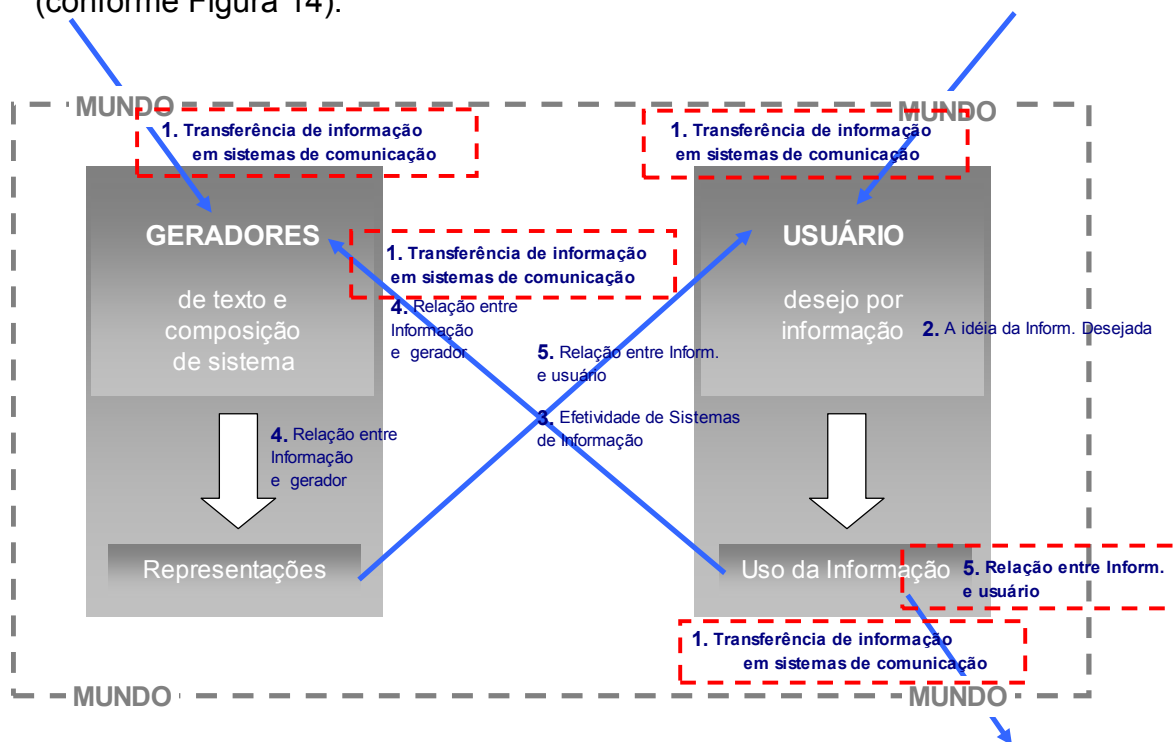 (conforme Figura 14).
MUNDO
MUNDO
1. Transferência de informação
em sistemas de comunicação
1. Transferência de informação
em sistemas de comunicação
GERADORES
de texto e
composição
de sistema
1. Transferência de informação
em sistemas de comunicação
4. Relação entre
Informação
e gerador
USUÁRIO
desejo por
informação
2. A idéia da Inform. Desejada
5. Relação entre Inform.
e usuário
3. Efetividade de Sistemas
de Informação
4. Relação entre
Informação
e gerador
Representações
Uso da Informação
5. Relação entre Inform.
e usuário
1. Transferência de informação
em sistemas de comunicação
MUNDO
MUNDO